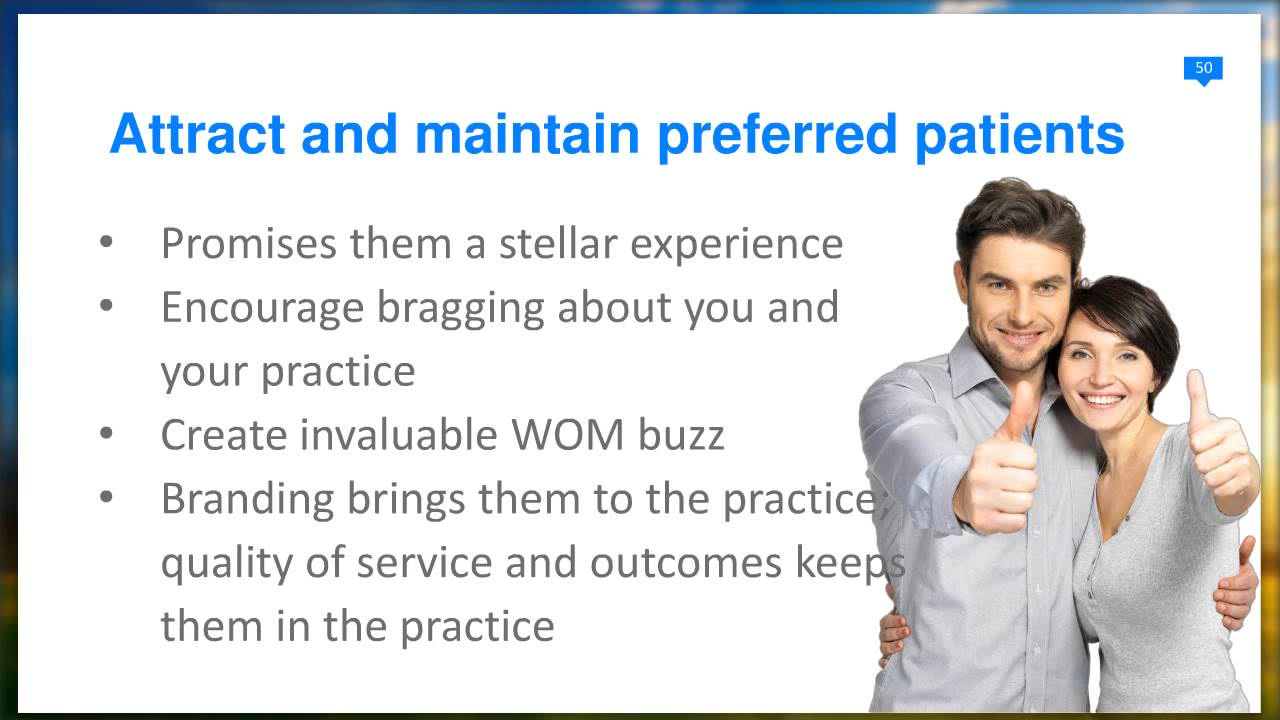 50
Attract and maintain preferred patients
• Promises them a stellar experience
• Encourage bragging about you and
your practice
• Create invaluable WOM buzz
• Branding brings them to the practice;
quality of service and outcomes keeps
them in the practice